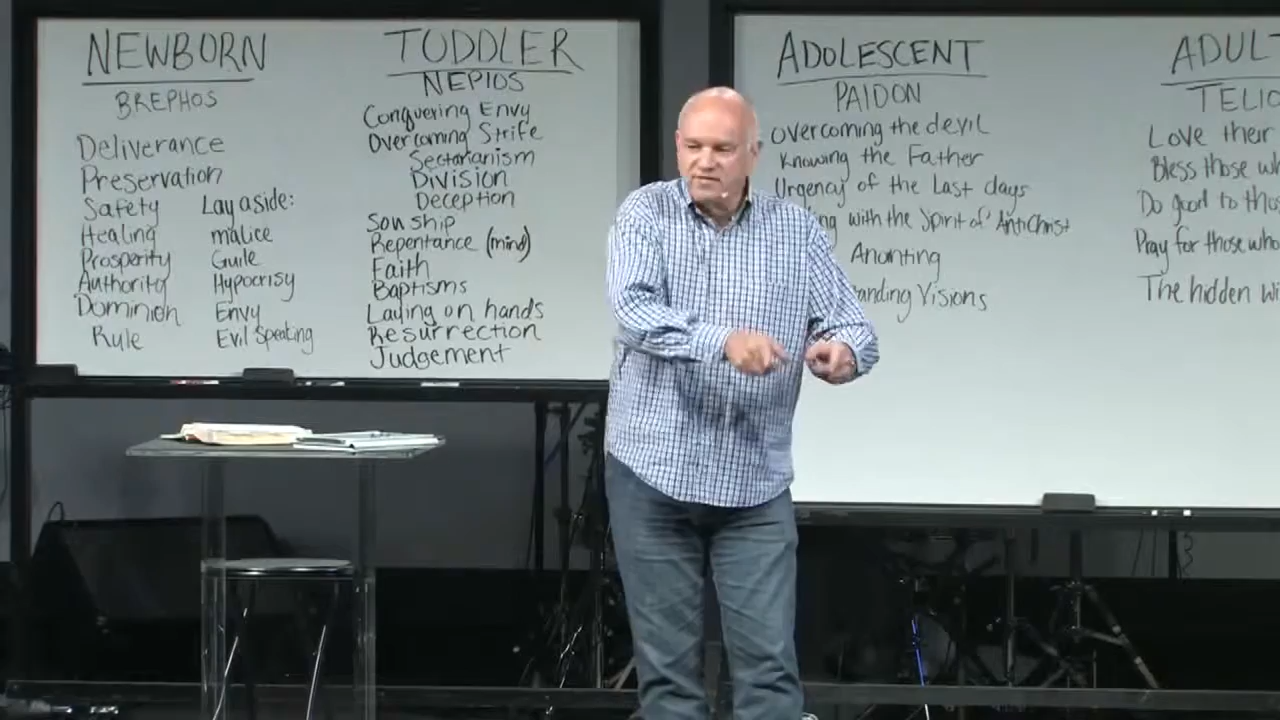 NEWBORN
BREPHOS
Deliverance
Preservation
Safety
Healing
Prosperity
Authority
Dominion
Rule
Lay aside:
malice
Guile
Hypocrisy
Envy
Evil Speaking
TODDLER
NEPIOS
Conquering Envy
Overcoming Strife
Sectarianism
Division
Deception
Sonship
Repentance (mind)
Faith
Baptisms
Laying on hands
Resurrection
Judgement
ADOLESCENT
PAIDON
overcoming the devil
Knowing the Father
Urgency of the Last days
with the Spirit of AntiChrist
Anointing
Visions
ADULT
TELIO
Love their
Bless those
Do good to
Pray for those
The hidden